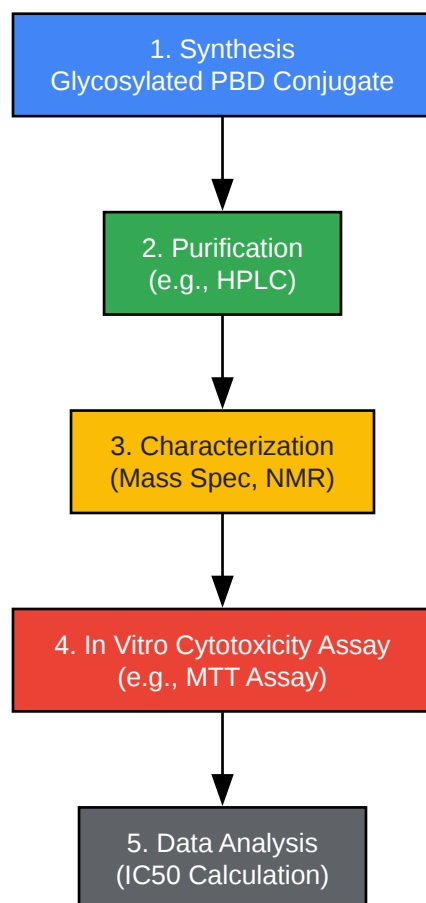 1. Synthesis
Glycosylated PBD Conjugate
2. Purification
(e.g., HPLC)
3. Characterization
(Mass Spec, NMR)
4. In Vitro Cytotoxicity Assay
(e.g., MTT Assay)
5. Data Analysis
(IC50 Calculation)